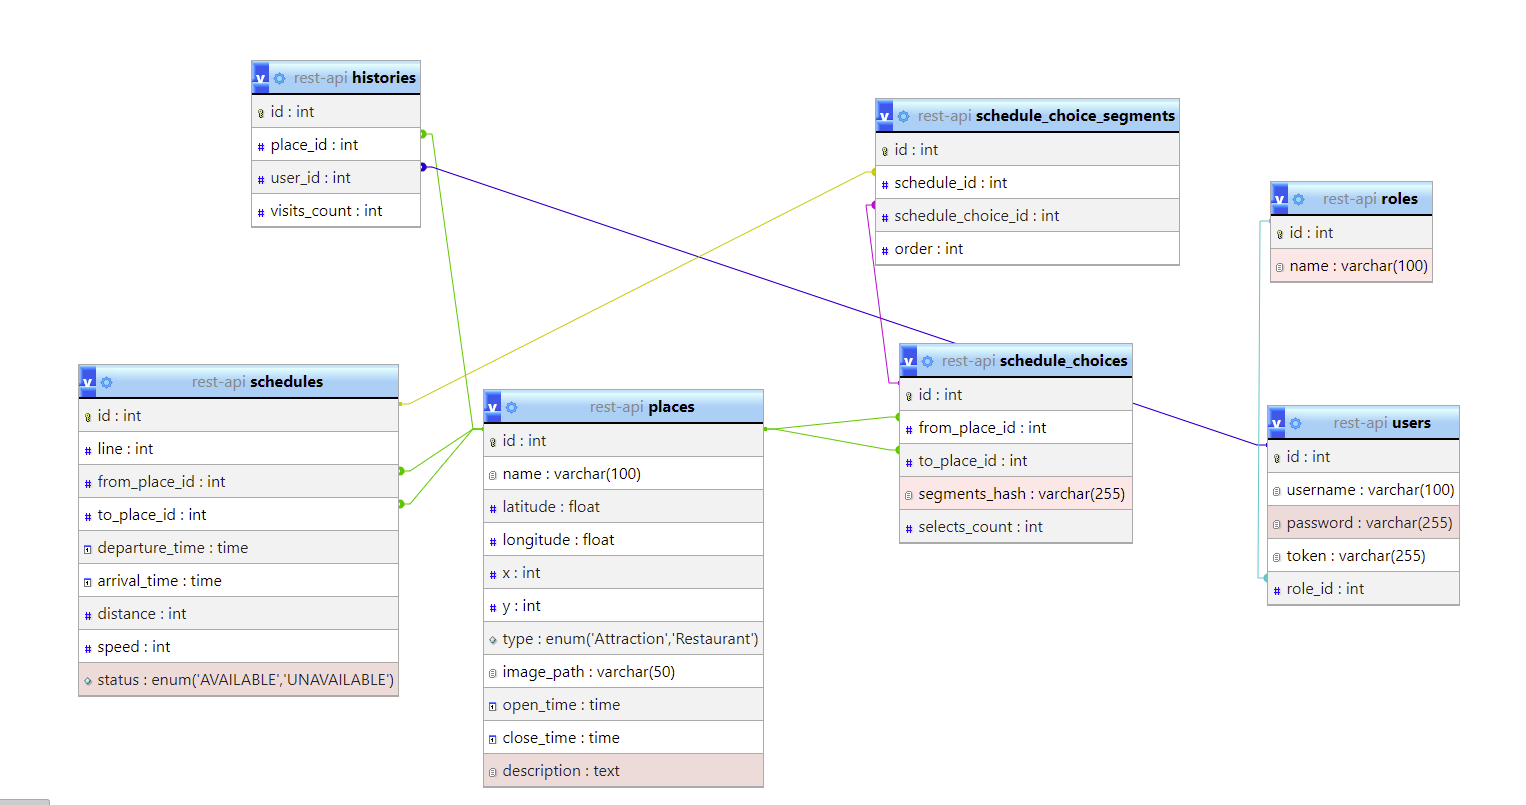 rest-api histories
id : int
place_id : int
user_id : int
visits_count : int
rest-api schedule_choice_segments
id : int
schedule_id : int
schedule_choice_id : int
order : int
rest-api roles
id : int
name : varchar(100)
rest-api schedules
id : int
line : int
from_place_id : int
to_place_id : int
departure_time : time
arrival_time : time
distance : int
speed : int
status : enum('AVAILABLE','UNAVAILABLE')
rest-api places
id : int
name : varchar(100)
latitude : float
longitude : float
x : int
y : int
type : enum('Attraction','Restaurant')
image_path : varchar(50)
open_time : time
close_time : time
description : text
rest-api schedule_choices
id : int
from_place_id : int
to_place_id : int
segments_hash : varchar(255)
selects_count : int
rest-api users
id : int
username : varchar(100)
password : varchar(255)
token : varchar(255)
role_id : int